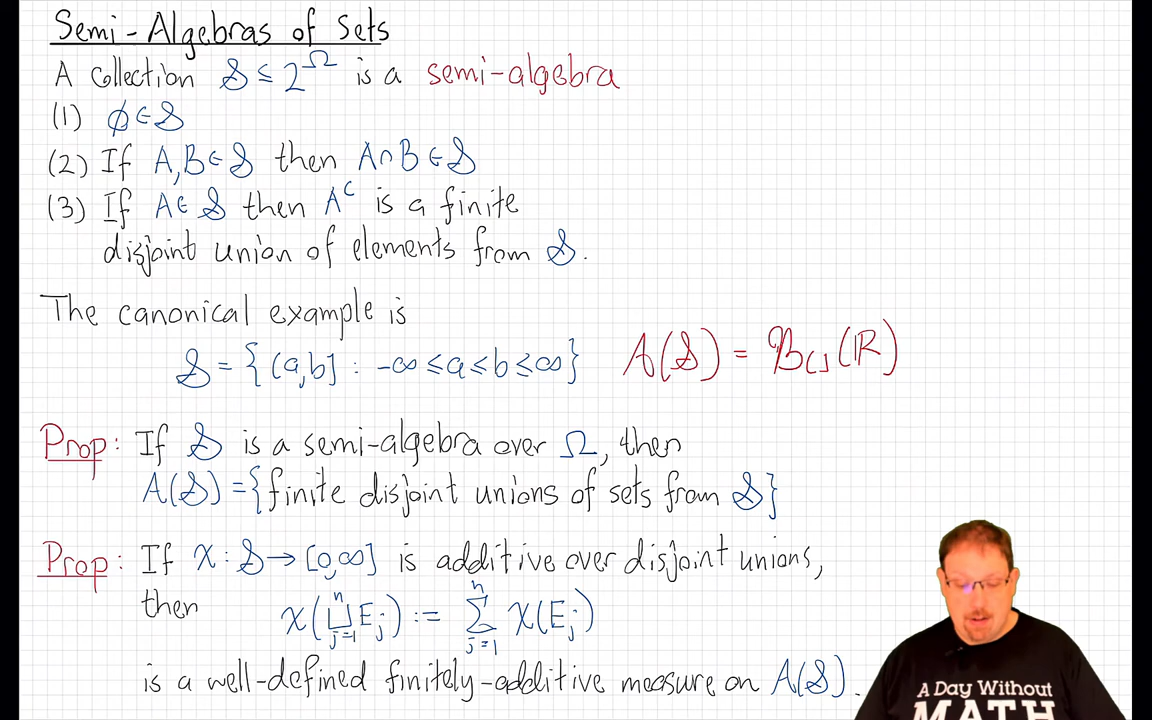 Semi-Algebras of Sets
A collection 𝒮 ⊆ 2^Ω is a semi-algebra
(1) ∅ ∈ 𝒮
(2) If A,B ∈ 𝒮 then A∩B ∈ 𝒮
(3) If A ∈ 𝒮 then A^c is a finite
disjoint union of elements from 𝒮.
The canonical example is
𝒮 = {(a,b] : -∞ ≤ a ≤ b ≤ ∞} A(𝒮) = B_(](ℝ)
Prop: If 𝒮 is a semi-algebra over Ω, then
A(𝒮) = {finite disjoint unions of sets from 𝒮}
Prop: If χ : 𝒮 → [0,∞] is additive over disjoint unions,
then χ(⊔_{j=1}^n E_j) := Σ_{j=1}^n χ(E_j)
is a well-defined finitely-additive measure on A(𝒮).
A Day Without
MATH